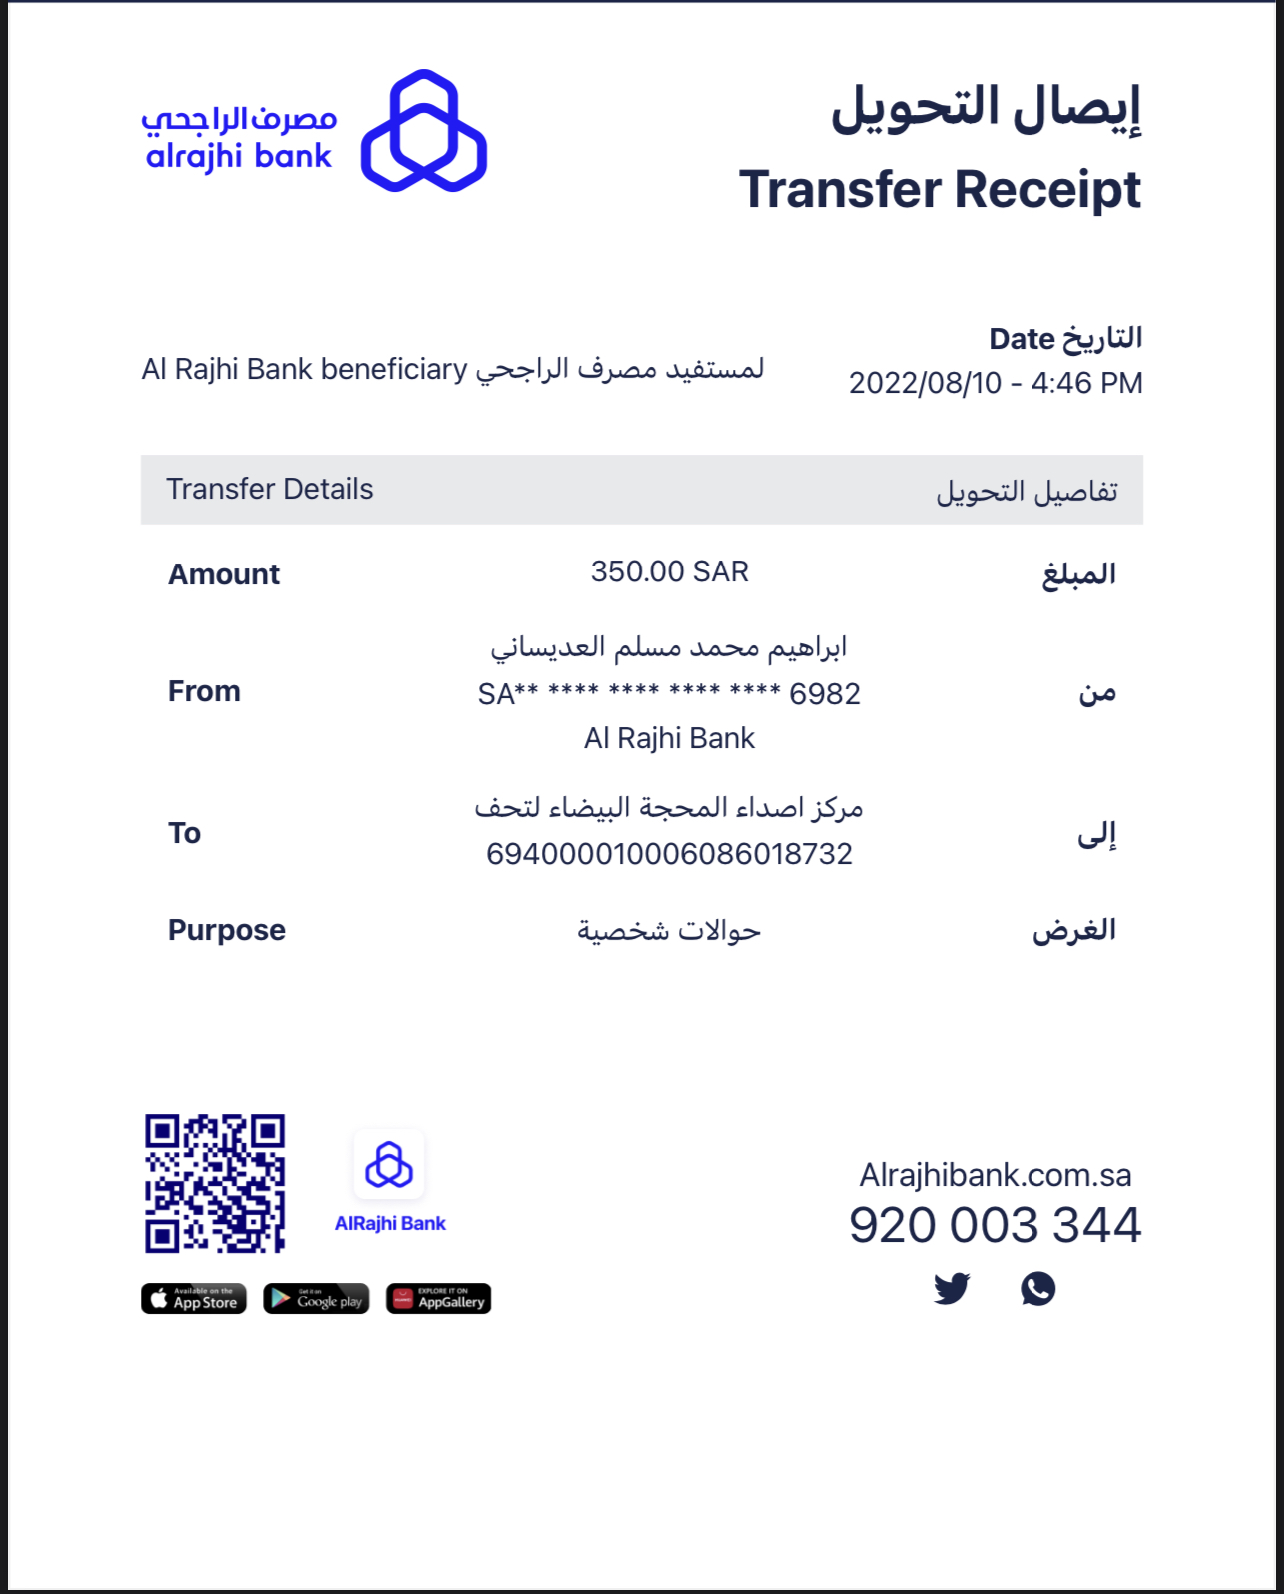 مصرف الراجحي
alrajhi bank
إيصال التحويل
Transfer Receipt
التاريخ Date
2022/08/10 - 4:46 PM
لمستفيد مصرف الراجحي Al Rajhi Bank beneficiary
Transfer Details تفاصيل التحويل
Amount 350.00 SAR المبلغ
ابراهيم محمد مسلم العديساني
From SA** **** **** **** **** 6982 من
Al Rajhi Bank
مركز اصداء المحجة البيضاء لتحف
To إلى
694000010006086018732
Purpose حوالات شخصية الغرض
AlRajhi Bank
Available on the
App Store
Get it on
Google play
EXPLORE IT ON
AppGallery
Alrajhibank.com.sa
920 003 344